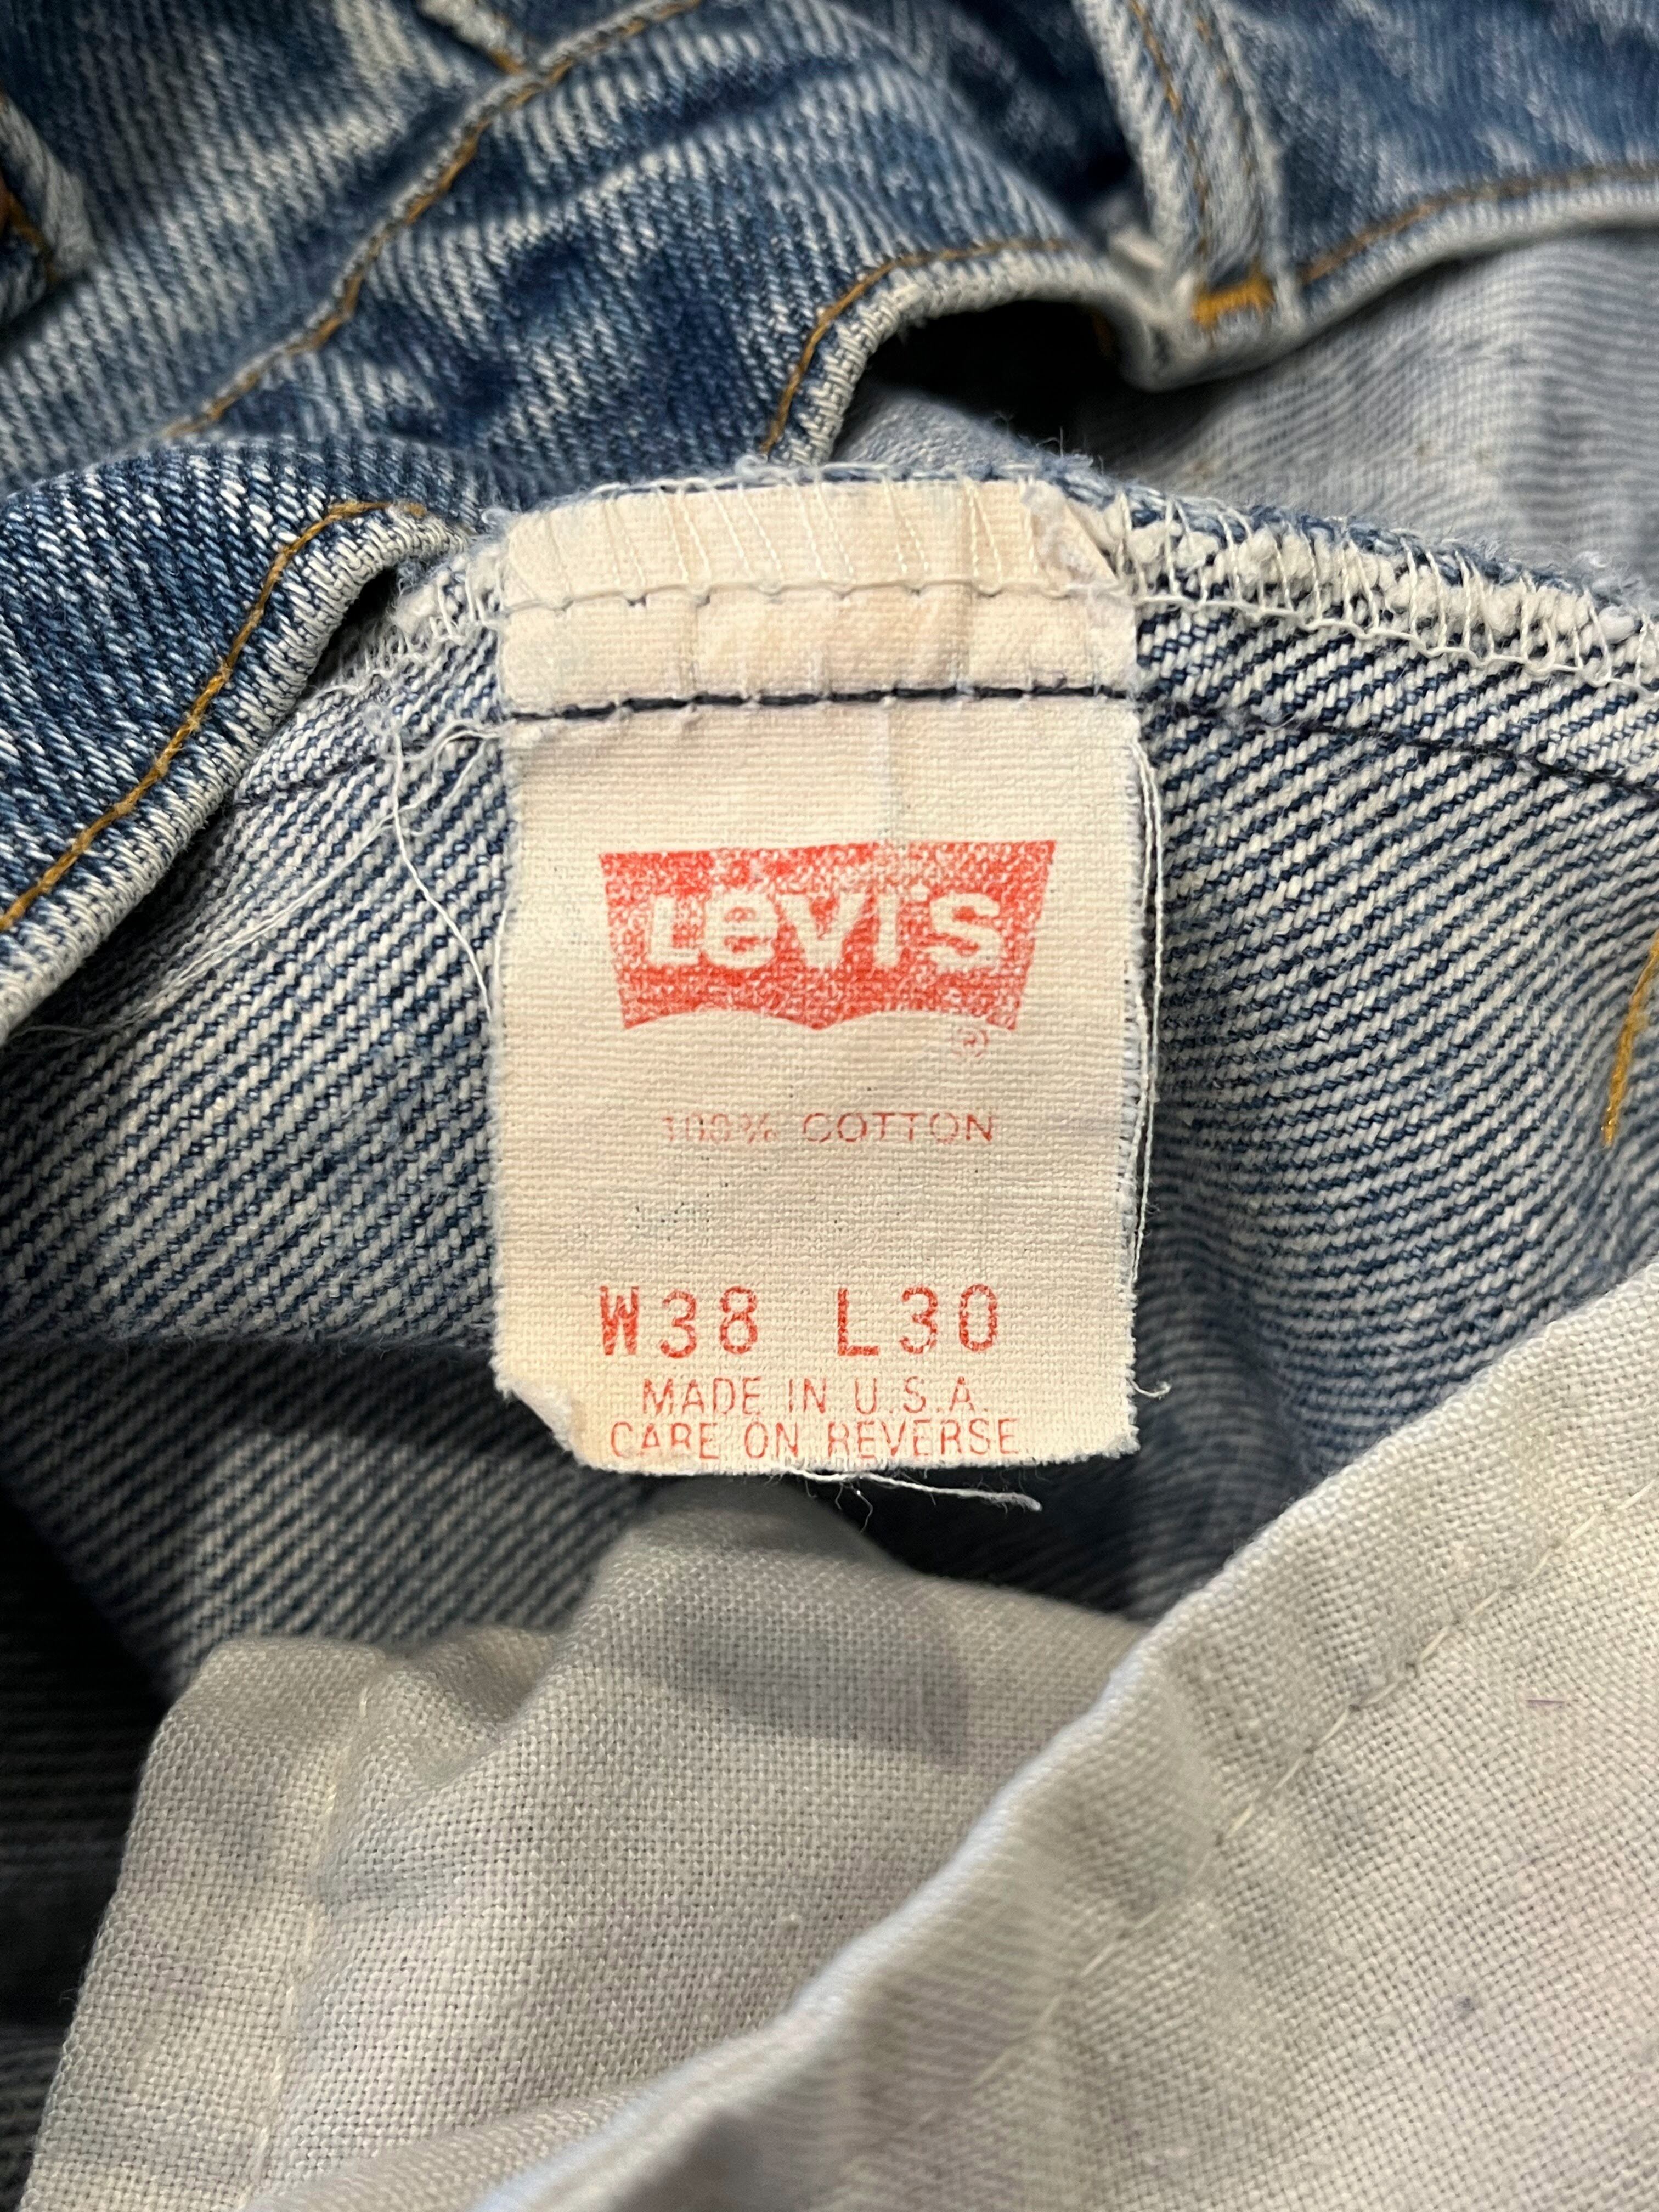 Levi's
®
100% COTTON
W38 L30
MADE IN U.S.A.
CARE ON REVERSE